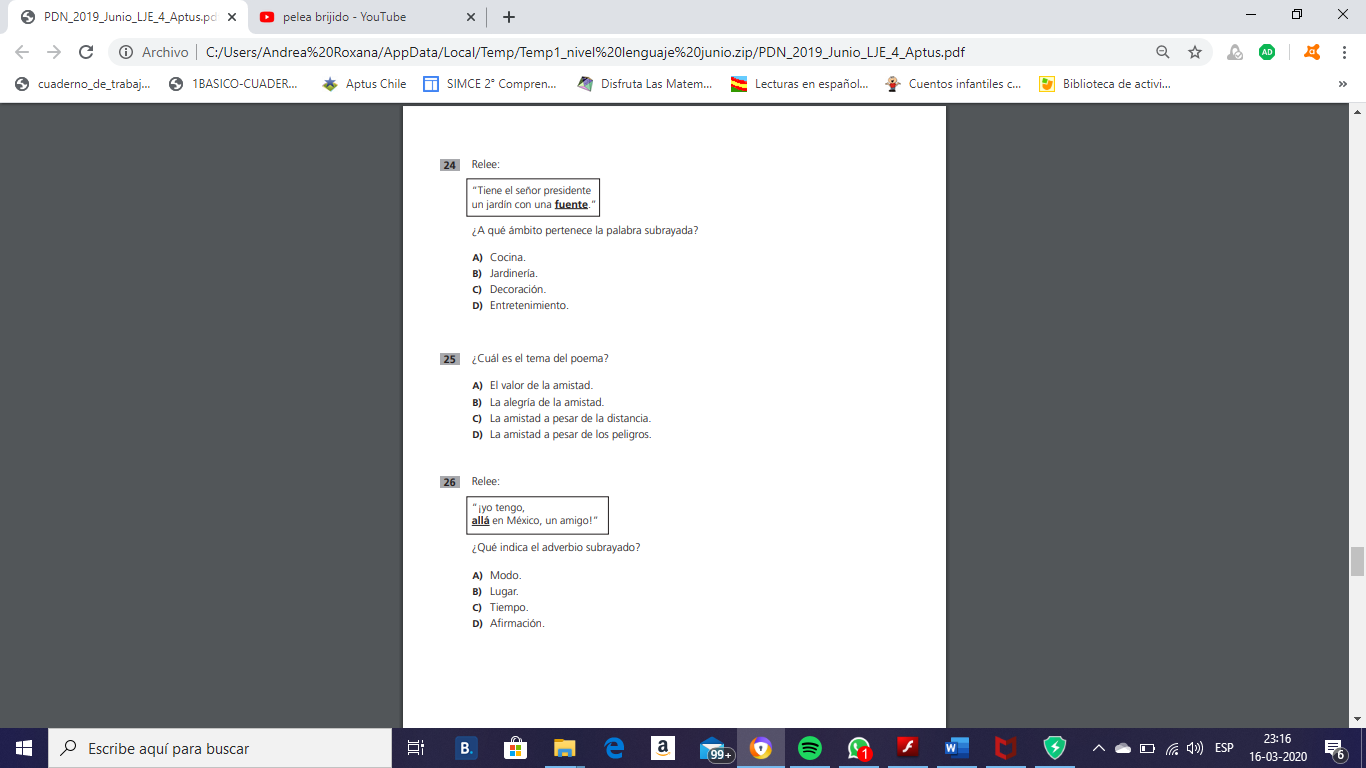 PDN_2019_Junio_LJE_4_Aptus.pd
pelea brijido - YouTube
Archivo
C:/Users/Andrea%20Roxana/AppData/Local/Temp/Temp1_nivel%20lenguaje%20junio.zip/PDN_2019_Junio_LJE_4_Aptus.pdf
AD
cuaderno_de_trabaj...
1BASICO-CUADER...
Aptus Chile
SIMCE 2° Compren...
Disfruta Las Matem...
Lecturas en español...
Cuentos infantiles c...
Biblioteca de activi...
»
24 Relee:
"Tiene el señor presidente
un jardín con una fuente."
¿A qué ámbito pertenece la palabra subrayada?
A) Cocina.
B) Jardinería.
C) Decoración.
D) Entretenimiento.
25 ¿Cuál es el tema del poema?
A) El valor de la amistad.
B) La alegría de la amistad.
C) La amistad a pesar de la distancia.
D) La amistad a pesar de los peligros.
26 Relee:
"¡yo tengo,
allá en México, un amigo!"
¿Qué indica el adverbio subrayado?
A) Modo.
B) Lugar.
C) Tiempo.
D) Afirmación.
Escribe aquí para buscar
B.
a
99+
1
ESP
23:16
16-03-2020
6